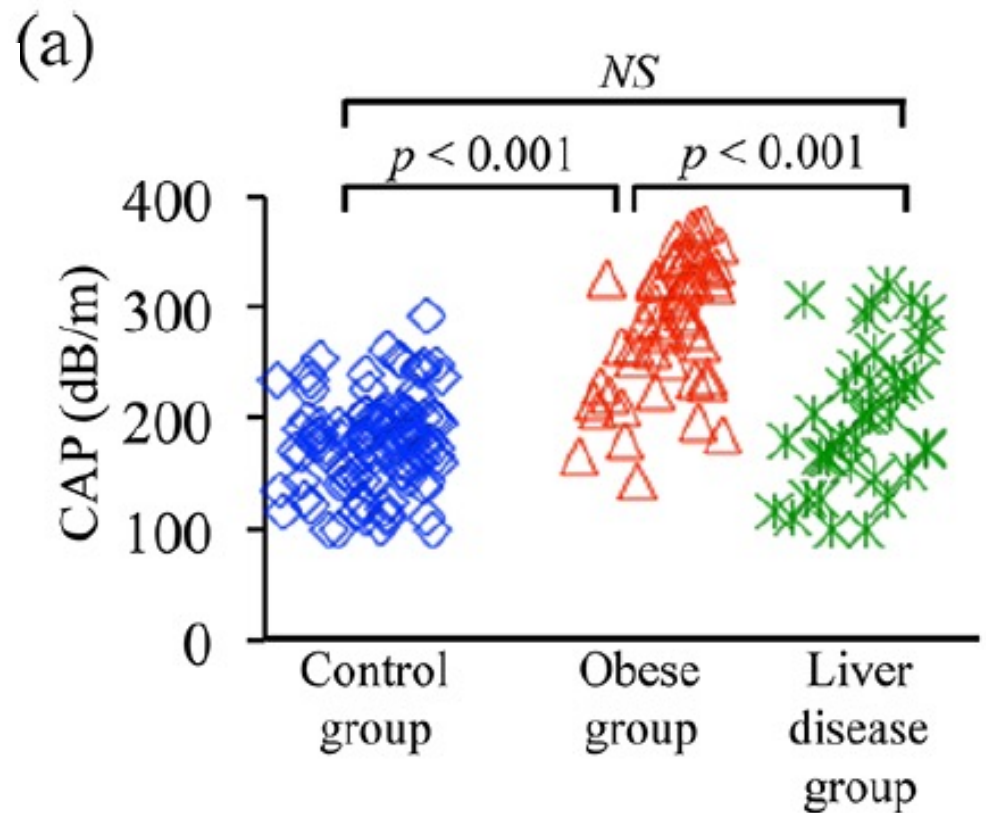 (a)
NS
p < 0.001
p < 0.001
400
300
200
100
0
CAP (dB/m)
Control
group
Obese
group
Liver
disease
group